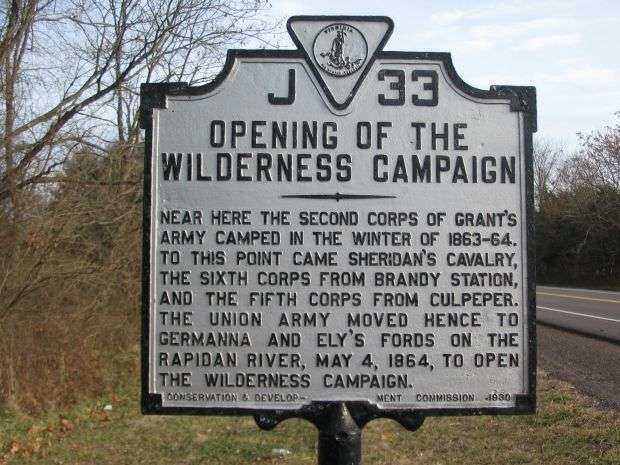 VIRGINIA
J 33
OPENING OF THE
WILDERNESS CAMPAIGN
NEAR HERE THE SECOND CORPS OF GRANT'S
ARMY CAMPED IN THE WINTER OF 1863-64.
TO THIS POINT CAME SHERIDAN'S CAVALRY,
THE SIXTH CORPS FROM BRANDY STATION,
AND THE FIFTH CORPS FROM CULPEPER.
THE UNION ARMY MOVED HENCE TO
GERMANNA AND ELY'S FORDS ON THE
RAPIDAN RIVER, MAY 4, 1864, TO OPEN
THE WILDERNESS CAMPAIGN.
CONSERVATION & DEVELOP- MENT COMMISSION 1930